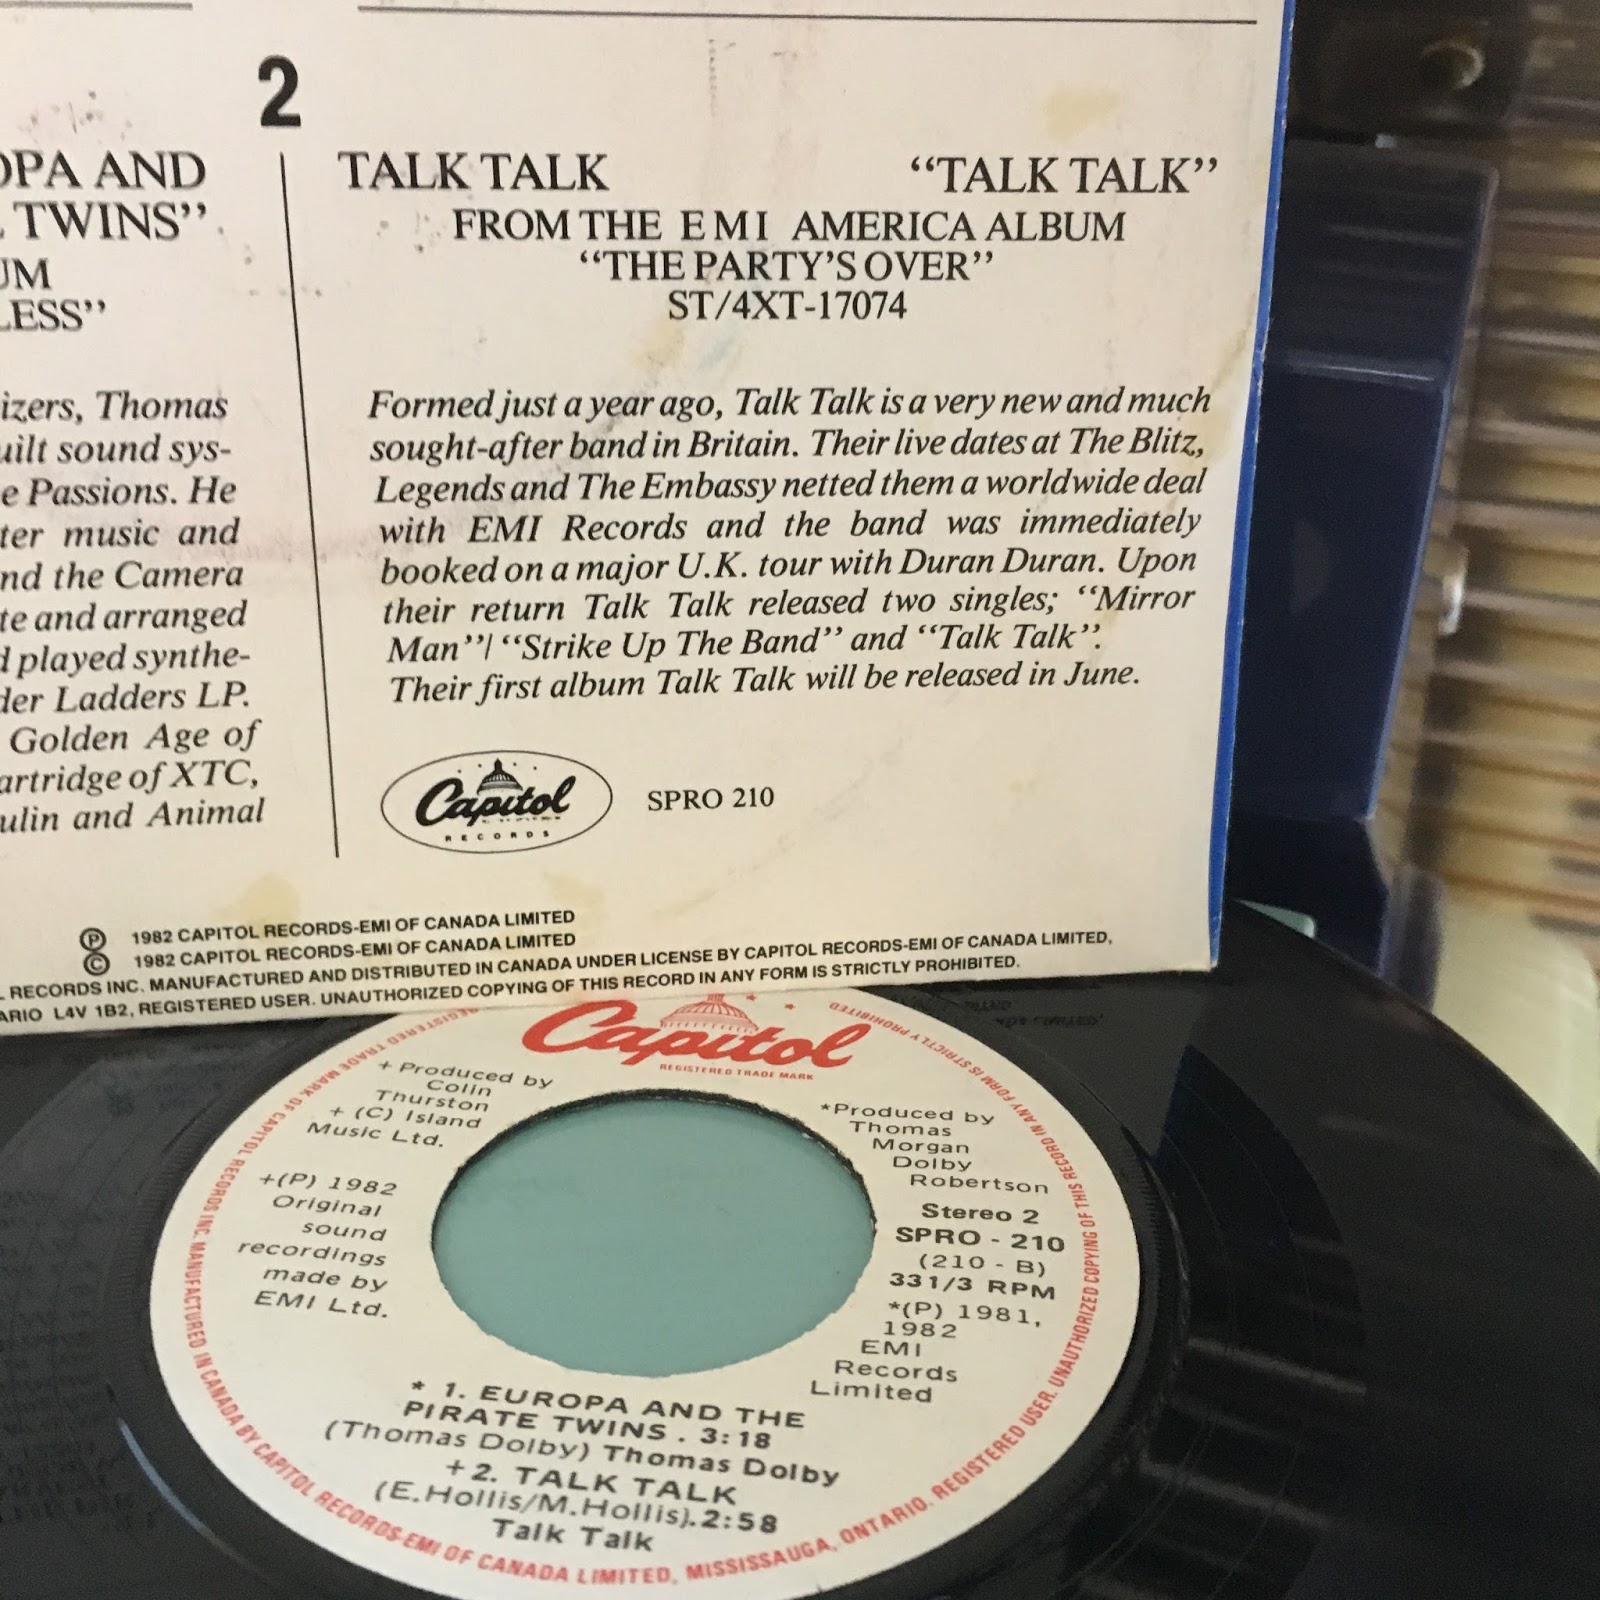 2
OPA AND
TWINS”
UM
LESS”
izers, Thomas
uilt sound sys-
e Passions. He
ter music and
nd the Camera
te and arranged
d played synthe-
der Ladders LP.
Golden Age of
artridge of XTC,
ulin and Animal
TALK TALK “TALK TALK”
FROM THE EMI AMERICA ALBUM
“THE PARTY’S OVER”
ST/4XT-17074
Formed just a year ago, Talk Talk is a very new and much
sought-after band in Britain. Their live dates at The Blitz,
Legends and The Embassy netted them a worldwide deal
with EMI Records and the band was immediately
booked on a major U.K. tour with Duran Duran. Upon
their return Talk Talk released two singles; “Mirror
Man”/ “Strike Up The Band” and “Talk Talk”.
Their first album Talk Talk will be released in June.
Capitol
RECORDS
SPRO 210
Ⓟ 1982 CAPITOL RECORDS-EMI OF CANADA LIMITED
© 1982 CAPITOL RECORDS-EMI OF CANADA LIMITED
L RECORDS INC. MANUFACTURED AND DISTRIBUTED IN CANADA UNDER LICENSE BY CAPITOL RECORDS-EMI OF CANADA LIMITED,
ARIO L4V 1B2, REGISTERED USER. UNAUTHORIZED COPYING OF THIS RECORD IN ANY FORM IS STRICTLY PROHIBITED.
Capitol
REGISTERED TRADE MARK
+ Produced by
Colin
Thurston
+ (C) Island
Music Ltd.
+(P) 1982
Original
sound
recordings
made by
EMI Ltd.
*Produced by
Thomas
Morgan
Dolby
Robertson
Stereo 2
SPRO - 210
(210 - B)
33 1/3 RPM
*(P) 1981,
1982
EMI
Records
Limited
* 1. EUROPA AND THE
PIRATE TWINS . 3:18
(Thomas Dolby) Thomas Dolby
+ 2. TALK TALK
(E.Hollis/M.Hollis).2:58
Talk Talk
REGISTERED TRADE MARK OF CAPITOL RECORDS INC. MANUFACTURED IN CANADA BY CAPITOL RECORDS-EMI OF CANADA LIMITED, MISSISSAUGA, ONTARIO. REGISTERED USER. UNAUTHORIZED COPYING OF THIS RECORD IN ANY FORM IS STRICTLY PROHIBITED